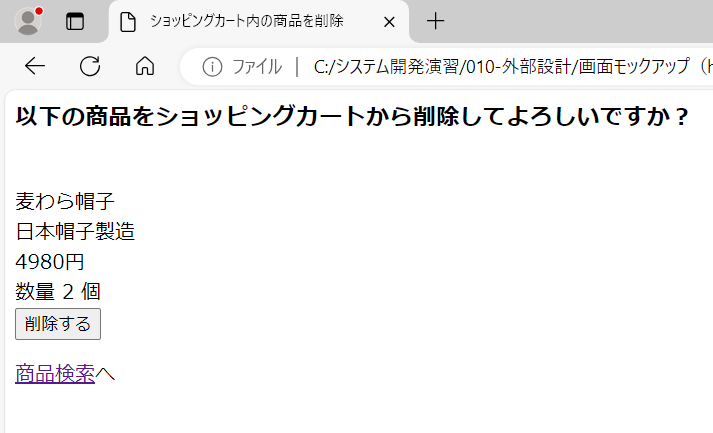 ショッピングカート内の商品を削除
ファイル C:/システム開発演習/010-外部設計/画面モックアップ（h
以下の商品をショッピングカートから削除してよろしいですか？
麦わら帽子
日本帽子製造
4980円
数量 2 個
削除する
商品検索へ